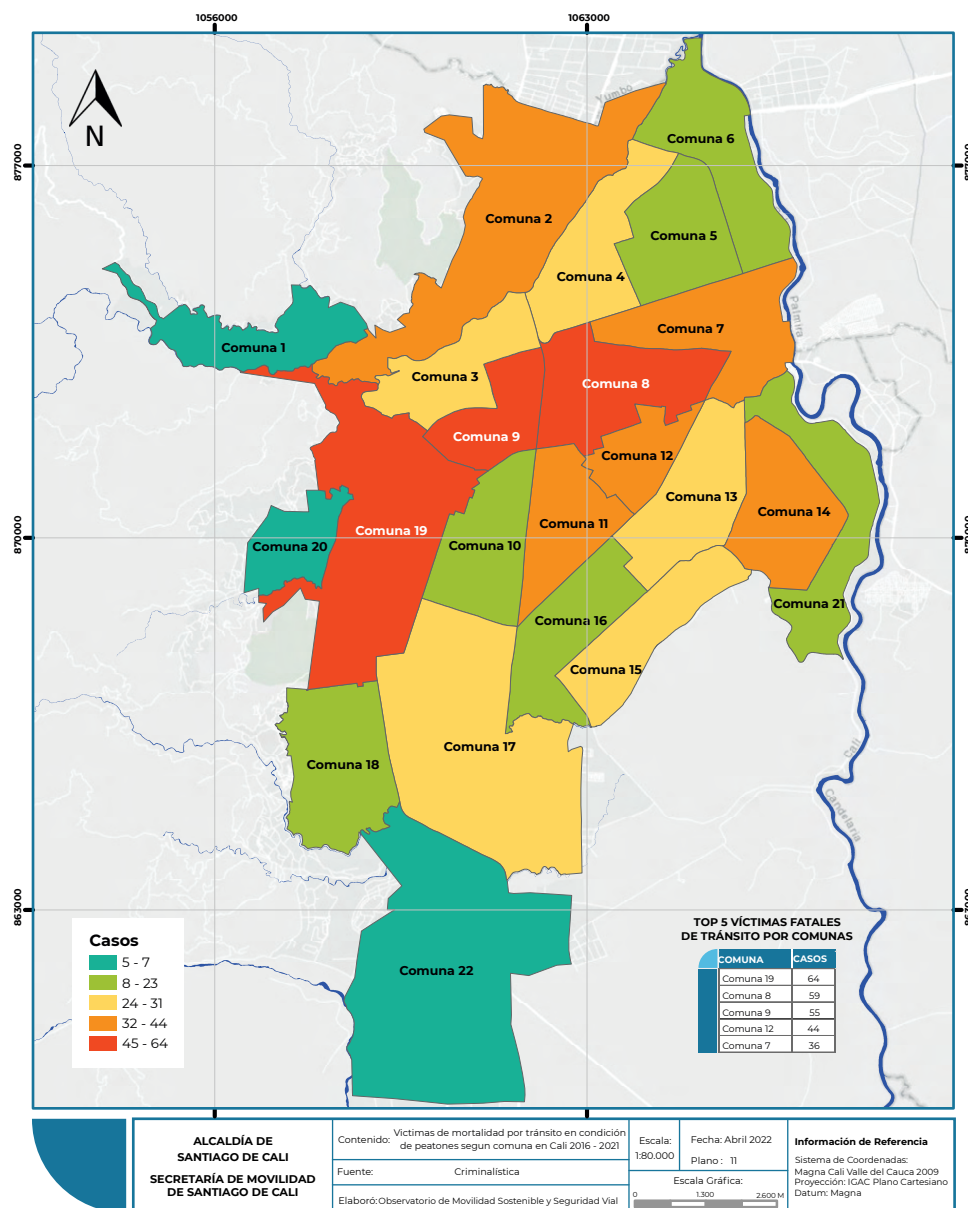 1056000
1063000
877000
877000
N
Yumbo
Comuna 6
Comuna 2
Comuna 5
Comuna 4
Palmira
Comuna 7
Comuna 1
Comuna 3
Comuna 8
Comuna 9
Comuna 12
Comuna 13
Comuna 14
Comuna 11
Comuna 19
Comuna 20
Comuna 10
870000
870000
Comuna 21
Comuna 16
Comuna 15
Comuna 17
Comuna 18
Cali
Candelaria
863000
863000
Comuna 22
Casos
5 - 7
8 - 23
24 - 31
32 - 44
45 - 64
TOP 5 VÍCTIMAS FATALES
DE TRÁNSITO POR COMUNAS
COMUNA CASOS
Comuna 19 64
Comuna 8 59
Comuna 9 55
Comuna 12 44
Comuna 7 36
ALCALDÍA DE
SANTIAGO DE CALI
SECRETARÍA DE MOVILIDAD
DE SANTIAGO DE CALI
Contenido: Víctimas de mortalidad por tránsito en condición
de peatones segun comuna en Cali 2016 - 2021
Fuente: Criminalística
Elaboró:Observatorio de Movilidad Sostenible y Seguridad Vial
Escala:
1:80.000
Fecha: Abril 2022
Plano : 11
Escala Gráfica:
0 1.300 2.600 M
Información de Referencia
Sistema de Coordenadas:
Magna Cali Valle del Cauca 2009
Proyección: IGAC Plano Cartesiano
Datum: Magna